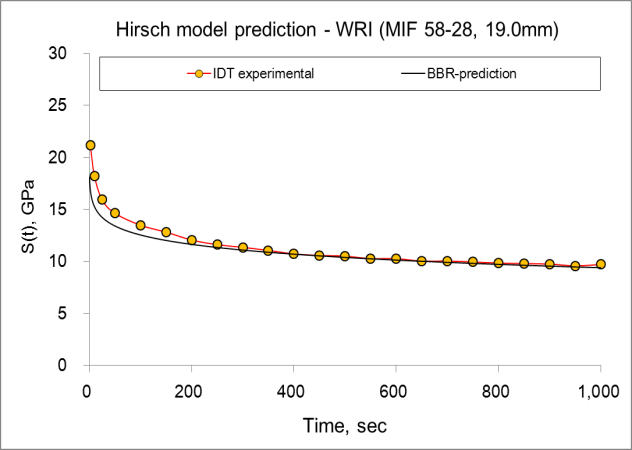 Hirsch model prediction - WRI (MIF 58-28, 19.0mm)
IDT experimental
BBR-prediction
30
25
20
15
10
5
0
S(t), GPa
0
200
400
600
800
1,000
Time, sec